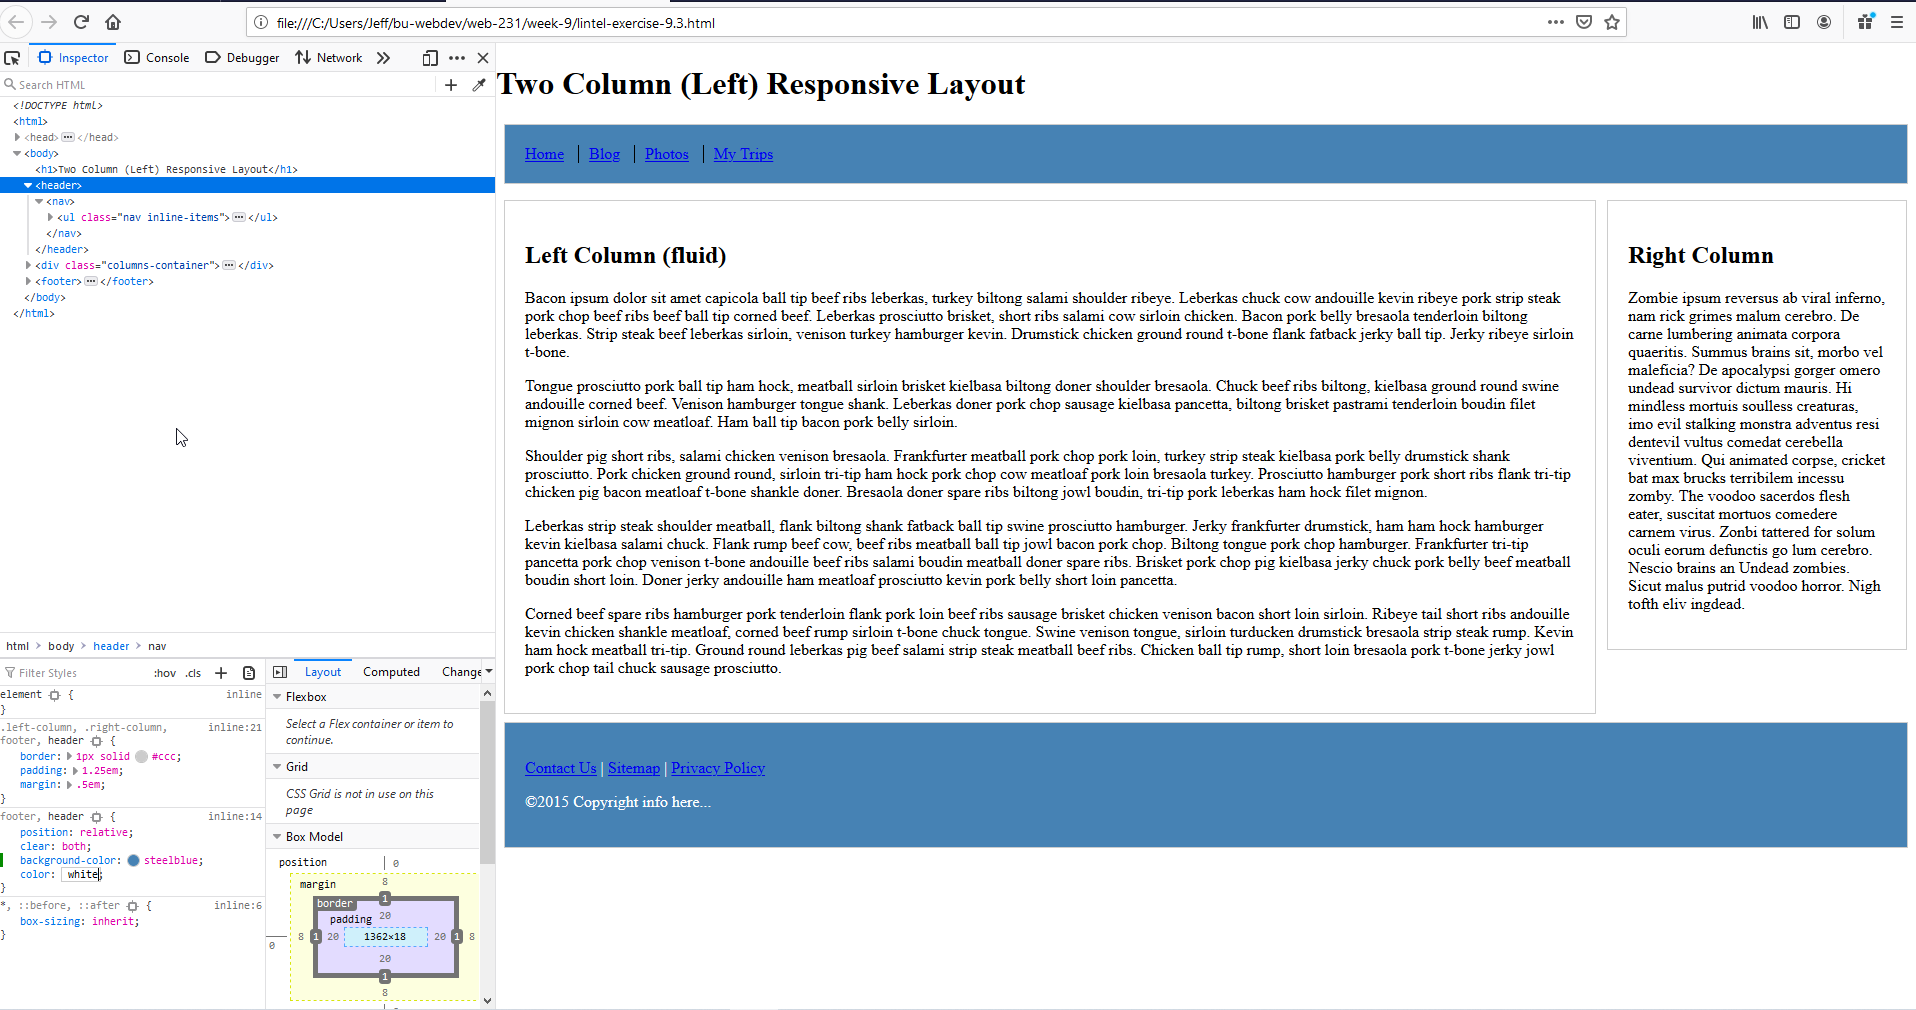 file:///C:/Users/Jeff/bu-webdev/web-231/week-9/lintel-exercise-9.3.html
Inspector Console Debugger Network
Search HTML
<!DOCTYPE html>
<html>
<head> ⋯ </head>
<body>
<h1>Two Column (Left) Responsive Layout</h1>
<header>
<nav>
<ul class="nav inline-items"> ⋯ </ul>
</nav>
</header>
<div class="columns-container"> ⋯ </div>
<footer> ⋯ </footer>
</body>
</html>
html > body > header > nav
Filter Styles :hov .cls +
element { inline
}
.left-column, .right-column, inline:21
footer, header {
border: 1px solid #ccc;
padding: 1.25em;
margin: .5em;
}
footer, header { inline:14
position: relative;
clear: both;
background-color: steelblue;
color: white;
}
*, ::before, ::after { inline:6
box-sizing: inherit;
}
Layout Computed Change
Flexbox
Select a Flex container or item to
continue.
Grid
CSS Grid is not in use on this
page
Box Model
position 0
margin 8
border 1
padding 20
0 8 1 20 1362×18 20 1 8
20
1
8
Two Column (Left) Responsive Layout
Home Blog Photos My Trips
Left Column (fluid)
Bacon ipsum dolor sit amet capicola ball tip beef ribs leberkas, turkey biltong salami shoulder ribeye. Leberkas chuck cow andouille kevin ribeye pork strip steak
pork chop beef ribs beef ball tip corned beef. Leberkas prosciutto brisket, short ribs salami cow sirloin chicken. Bacon pork belly bresaola tenderloin biltong
leberkas. Strip steak beef leberkas sirloin, venison turkey hamburger kevin. Drumstick chicken ground round t-bone flank fatback jerky ball tip. Jerky ribeye sirloin
t-bone.
Tongue prosciutto pork ball tip ham hock, meatball sirloin brisket kielbasa biltong doner shoulder bresaola. Chuck beef ribs biltong, kielbasa ground round swine
andouille corned beef. Venison hamburger tongue shank. Leberkas doner pork chop sausage kielbasa pancetta, biltong brisket pastrami tenderloin boudin filet
mignon sirloin cow meatloaf. Ham ball tip bacon pork belly sirloin.
Shoulder pig short ribs, salami chicken venison bresaola. Frankfurter meatball pork chop pork loin, turkey strip steak kielbasa pork belly drumstick shank
prosciutto. Pork chicken ground round, sirloin tri-tip ham hock pork chop cow meatloaf pork loin bresaola turkey. Prosciutto hamburger pork short ribs flank tri-tip
chicken pig bacon meatloaf t-bone shankle doner. Bresaola doner spare ribs biltong jowl boudin, tri-tip pork leberkas ham hock filet mignon.
Leberkas strip steak shoulder meatball, flank biltong shank fatback ball tip swine prosciutto hamburger. Jerky frankfurter drumstick, ham ham hock hamburger
kevin kielbasa salami chuck. Flank rump beef cow, beef ribs meatball ball tip jowl bacon pork chop. Biltong tongue pork chop hamburger. Frankfurter tri-tip
pancetta pork chop venison t-bone andouille beef ribs salami boudin meatball doner spare ribs. Brisket pork chop pig kielbasa jerky chuck pork belly beef meatball
boudin short loin. Doner jerky andouille ham meatloaf prosciutto kevin pork belly short loin pancetta.
Corned beef spare ribs hamburger pork tenderloin flank pork loin beef ribs sausage brisket chicken venison bacon short loin sirloin. Ribeye tail short ribs andouille
kevin chicken shankle meatloaf, corned beef rump sirloin t-bone chuck tongue. Swine venison tongue, sirloin turducken drumstick bresaola strip steak rump. Kevin
ham hock meatball tri-tip. Ground round leberkas pig beef salami strip steak meatball beef ribs. Chicken ball tip rump, short loin bresaola pork t-bone jerky jowl
pork chop tail chuck sausage prosciutto.
Right Column
Zombie ipsum reversus ab viral inferno,
nam rick grimes malum cerebro. De
carne lumbering animata corpora
quaeritis. Summus brains sit, morbo vel
maleficia? De apocalypsi gorger omero
undead survivor dictum mauris. Hi
mindless mortuis soulless creaturas,
imo evil stalking monstra adventus resi
dentevil vultus comedat cerebella
viventium. Qui animated corpse, cricket
bat max brucks terribilem incessu
zomby. The voodoo sacerdos flesh
eater, suscitat mortuos comedere
carnem virus. Zonbi tattered for solum
oculi eorum defunctis go lum cerebro.
Nescio brains an Undead zombies.
Sicut malus putrid voodoo horror. Nigh
tofth eliv ingdead.
Contact Us | Sitemap | Privacy Policy
©2015 Copyright info here...